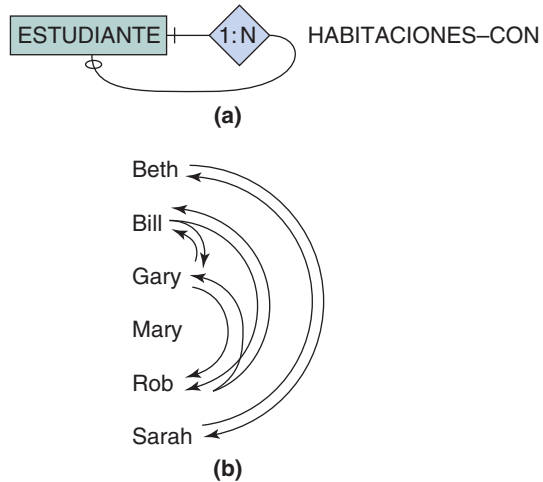 ESTUDIANTE 1:N HABITACIONES–CON
(a)
Beth
Bill
Gary
Mary
Rob
Sarah
(b)